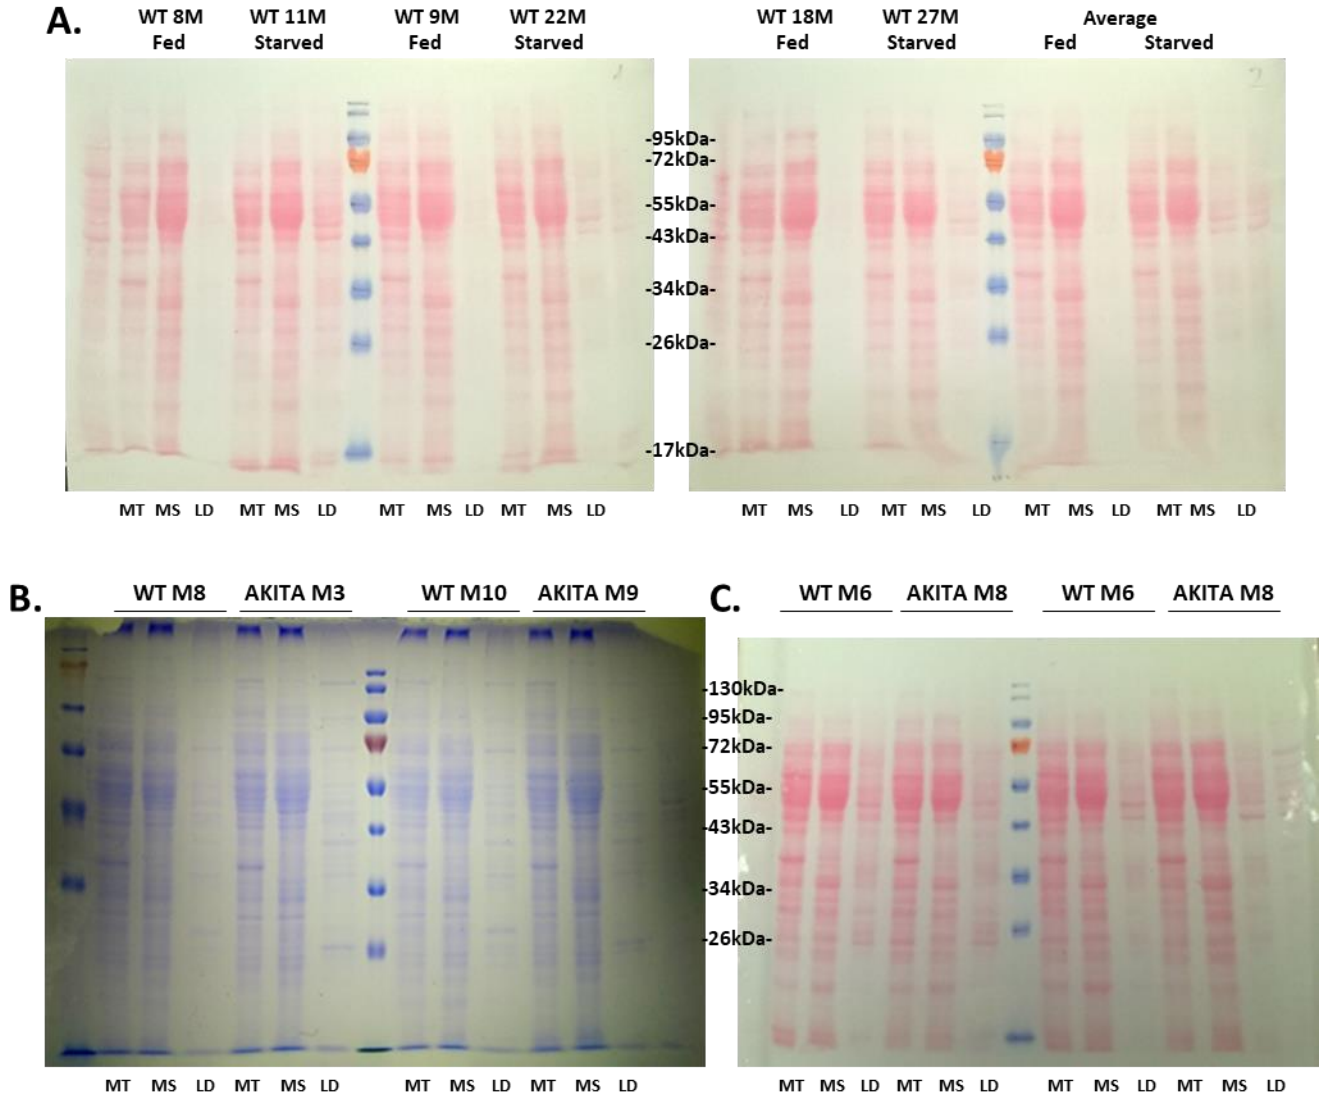 A.
WT 8M WT 11M WT 9M WT 22M WT 18M WT 27M Average
Fed Starved Fed Starved Fed Starved Fed Starved
-95kDa-
-72kDa-
-55kDa-
-43kDa-
-34kDa-
-26kDa-
-17kDa-
MT MS LD MT MS LD MT MS LD MT MS LD MT MS LD MT MS LD MT MS LD MT MS LD
B.
WT M8 AKITA M3 WT M10 AKITA M9
C.
WT M6 AKITA M8 WT M6 AKITA M8
-130kDa-
-95kDa-
-72kDa-
-55kDa-
-43kDa-
-34kDa-
-26kDa-
MT MS LD MT MS LD MT MS LD MT MS LD MT MS LD MT MS LD MT MS LD MT MS LD